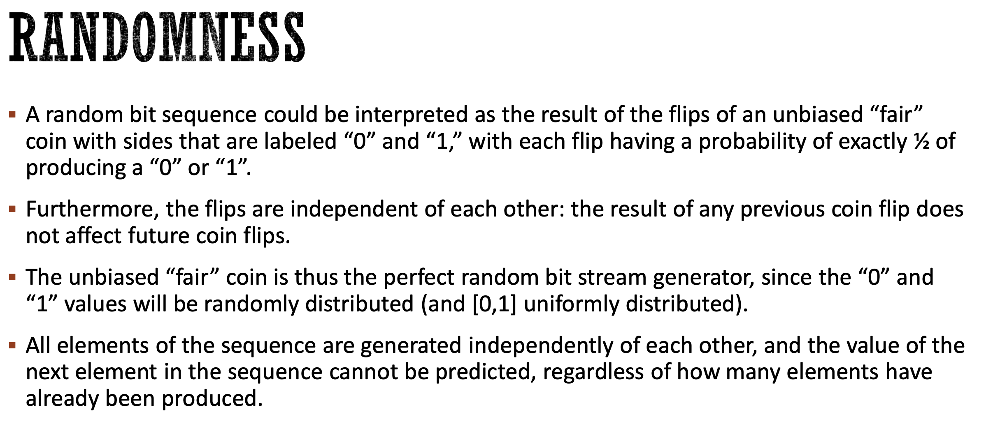 RANDOMNESS
▪ A random bit sequence could be interpreted as the result of the flips of an unbiased “fair”
coin with sides that are labeled “0” and “1,” with each flip having a probability of exactly ½ of
producing a “0” or “1”.
▪ Furthermore, the flips are independent of each other: the result of any previous coin flip does
not affect future coin flips.
▪ The unbiased “fair” coin is thus the perfect random bit stream generator, since the “0” and
“1” values will be randomly distributed (and [0,1] uniformly distributed).
▪ All elements of the sequence are generated independently of each other, and the value of the
next element in the sequence cannot be predicted, regardless of how many elements have
already been produced.